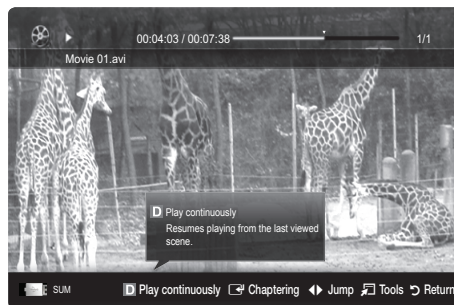 00:04:03 / 00:07:38 1/1
Movie 01.avi
D Play continuously
Resumes playing from the last viewed
scene.
SUM D Play continuously Chaptering Jump Tools Return